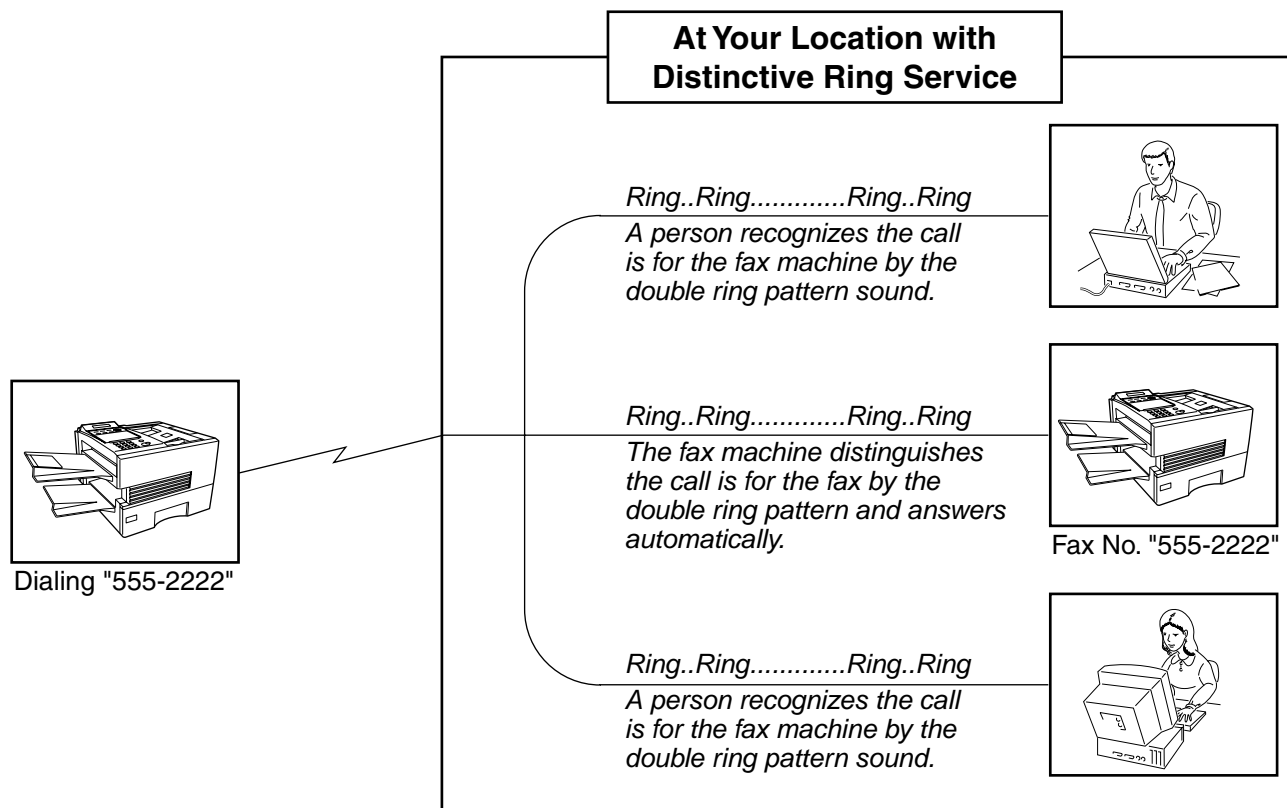 At Your Location with
Distinctive Ring Service
Ring..Ring.............Ring..Ring
A person recognizes the call
is for the fax machine by the
double ring pattern sound.
Ring..Ring.............Ring..Ring
The fax machine distinguishes
the call is for the fax by the
double ring pattern and answers
automatically.
Dialing "555-2222"
Fax No. "555-2222"
Ring..Ring.............Ring..Ring
A person recognizes the call
is for the fax machine by the
double ring pattern sound.